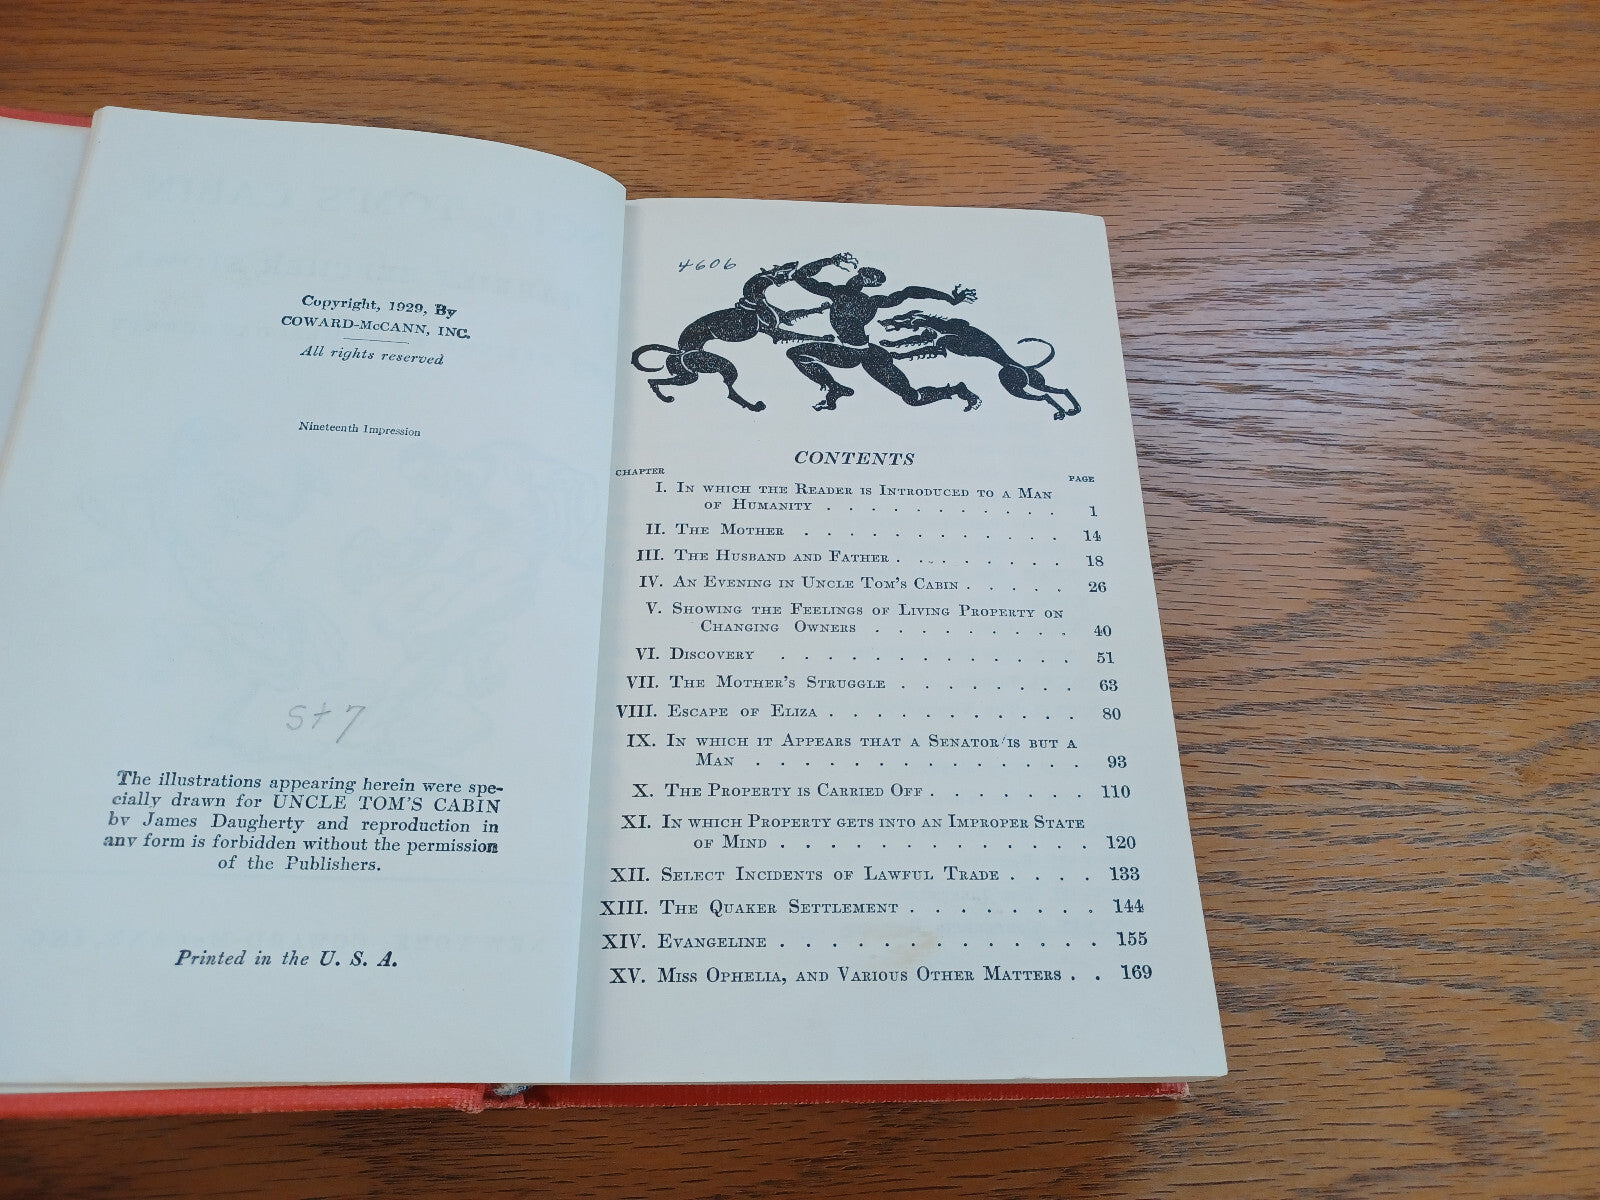 Copyright, 1929, By
COWARD-McCANN, INC.
All rights reserved
Nineteenth Impression
St 7
The illustrations appearing herein were spe-
cially drawn for UNCLE TOM'S CABIN
by James Daugherty and reproduction in
any form is forbidden without the permission
of the Publishers.
Printed in the U. S. A.
4606
CONTENTS
CHAPTER PAGE
I. In which the Reader is Introduced to a Man
of Humanity . . . . . . . . . . . 1
II. The Mother . . . . . . . . . . . 14
III. The Husband and Father . . . . . . . . 18
IV. An Evening in Uncle Tom's Cabin . . . . . 26
V. Showing the Feelings of Living Property on
Changing Owners . . . . . . . . . 40
VI. Discovery . . . . . . . . . . . . . 51
VII. The Mother's Struggle . . . . . . . . 63
VIII. Escape of Eliza . . . . . . . . . . . 80
IX. In which it Appears that a Senator is but a
Man . . . . . . . . . . . . . . 93
X. The Property is Carried Off . . . . . . . 110
XI. In which Property gets into an Improper State
of Mind . . . . . . . . . . . . . 120
XII. Select Incidents of Lawful Trade . . . . 133
XIII. The Quaker Settlement . . . . . . . . 144
XIV. Evangeline . . . . . . . . . . . . . 155
XV. Miss Ophelia, and Various Other Matters . . 169